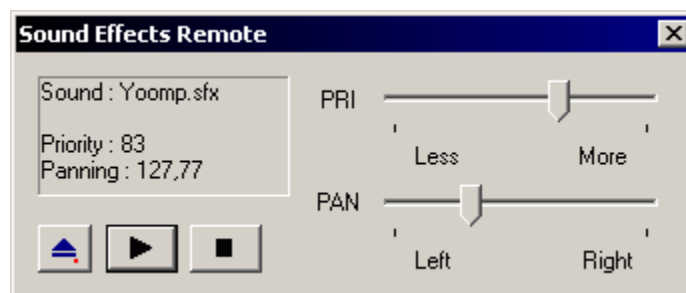 Sound Effects Remote
Sound : Yoomp.sfx
Priority : 83
Panning : 127,77
PRI
Less More
PAN
Left Right